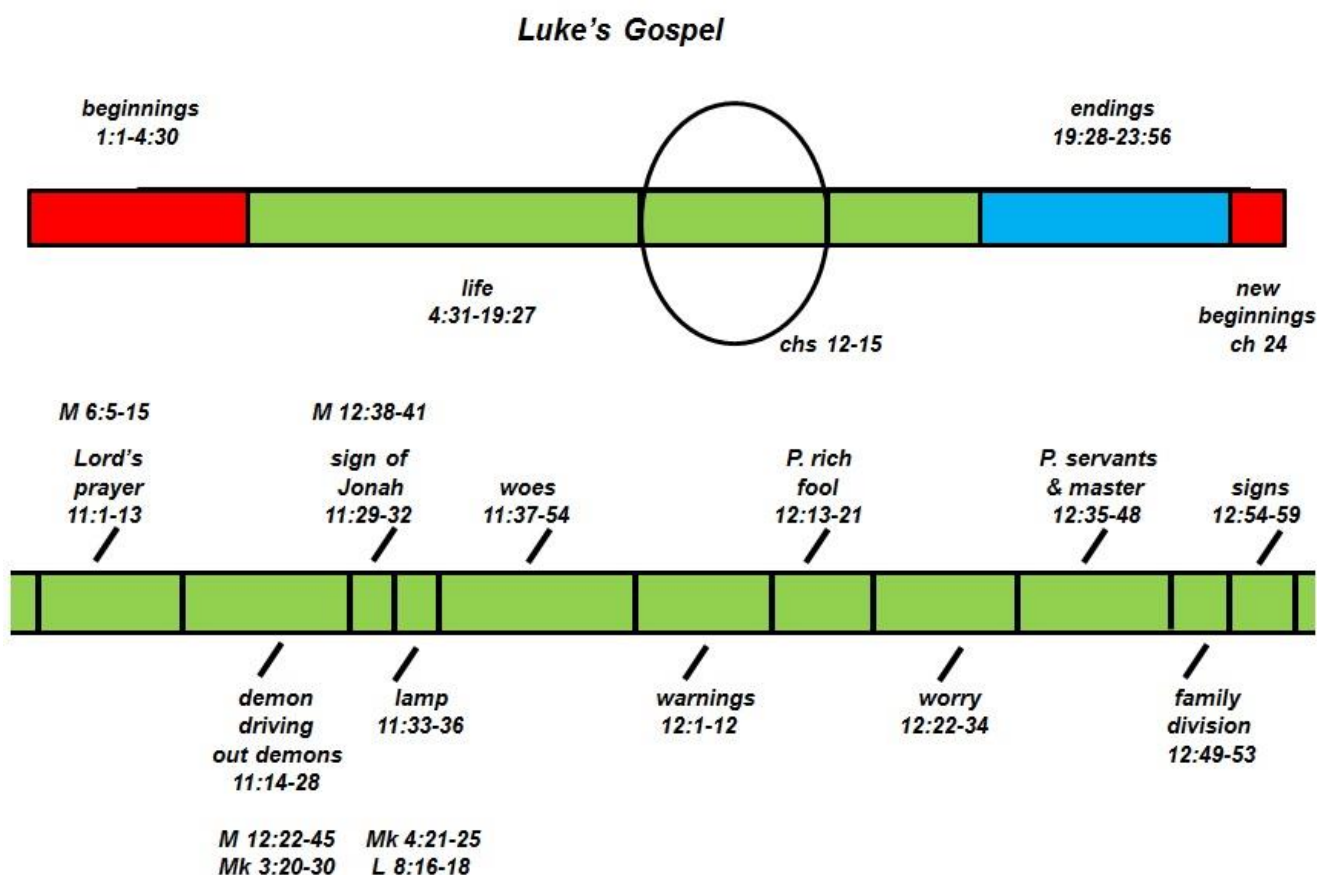 Luke's Gospel
beginnings
1:1-4:30
endings
19:28-23:56
life
4:31-19:27
chs 12-15
new
beginnings
ch 24
M 6:5-15
Lord's
prayer
11:1-13
M 12:38-41
sign of
Jonah
11:29-32
woes
11:37-54
P. rich
fool
12:13-21
P. servants
& master
12:35-48
signs
12:54-59
demon
driving
out demons
11:14-28
M 12:22-45
Mk 3:20-30
lamp
11:33-36
Mk 4:21-25
L 8:16-18
warnings
12:1-12
worry
12:22-34
family
division
12:49-53